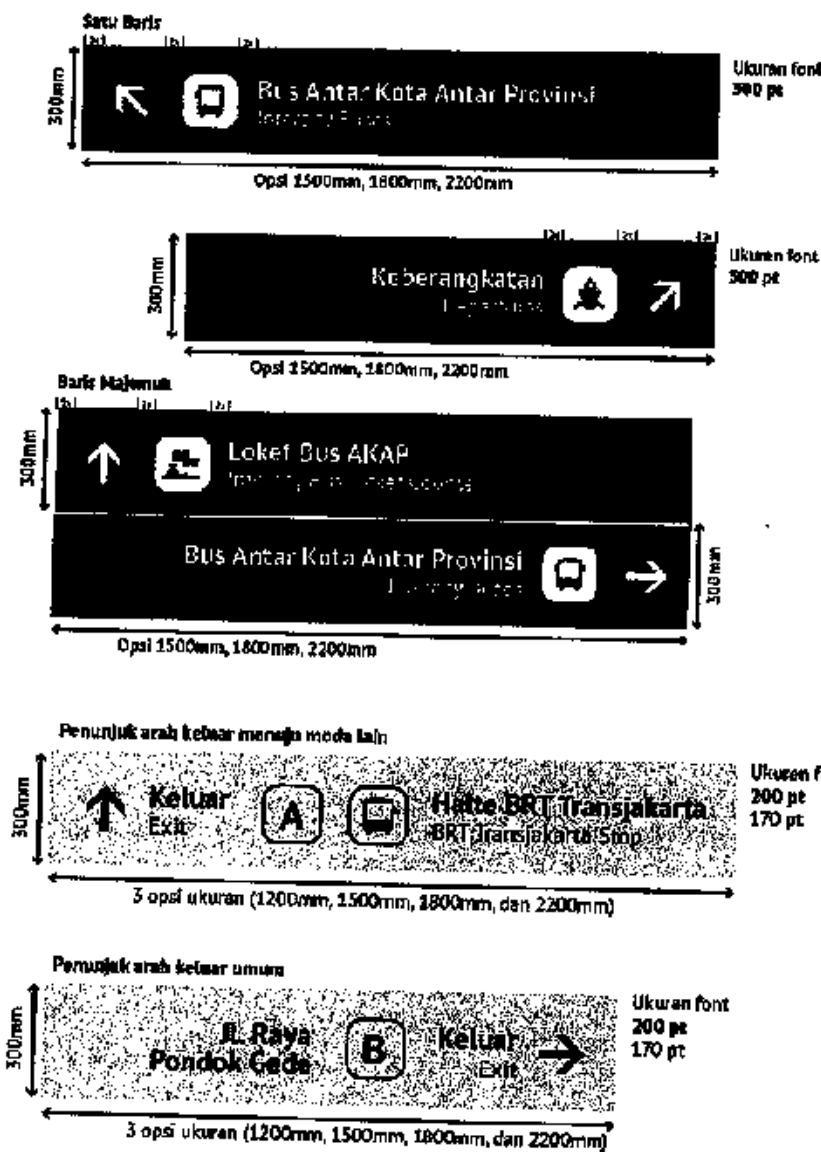 Satu Baris
300mm
Bus Antar Kota Antar Provinsi
Ukuran font
300 pt
Opsi 1500mm, 1800mm, 2200mm
300mm
Keberangkatan
Departures
Ukuran font
300 pt
Opsi 1500mm, 1800mm, 2200mm
Baris Majemuk
300mm
Loket Bus AKAP
Bus Antar Kota Antar Provinsi
300mm
Opsi 1500mm, 1800mm, 2200mm
Penunjuk arah keluar menuju moda lain
300mm
Keluar
Exit
A
Halte BRT Transjakarta
BRT Transjakarta Stop
Ukuran f
200 pt
170 pt
3 opsi ukuran (1200mm, 1500mm, 1800mm, dan 2200mm)
Penunjuk arah keluar umum
300mm
JL Raya
Pondok Gede
B
Keluar
Exit
Ukuran font
200 pt
170 pt
3 opsi ukuran (1200mm, 1500mm, 1800mm, dan 2200mm)